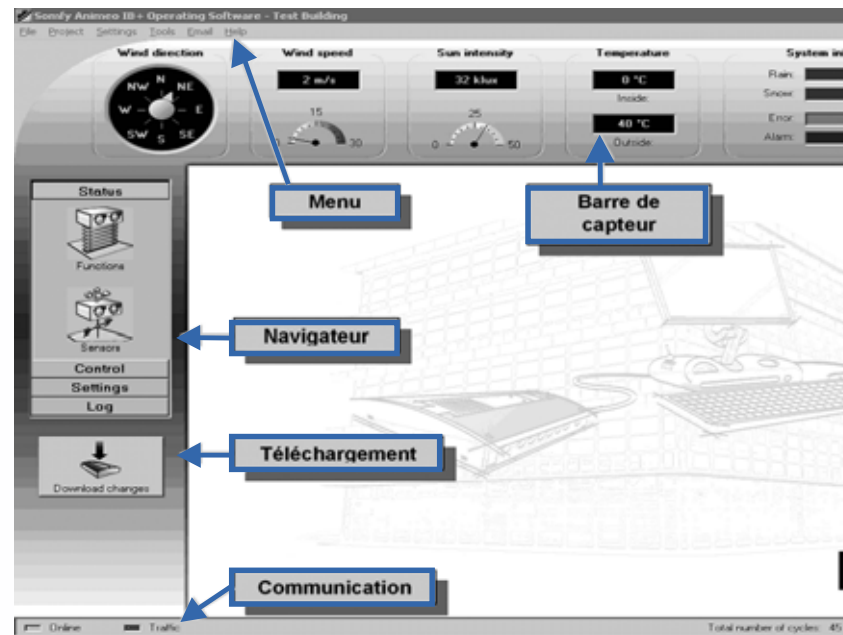 Somfy Animeo IB+ Operating Software - Test Building
File Project Settings Tools Email Help
Wind direction Wind speed Sun intensity Temperature System in
N
NW NE
W E
SW SE
S
2 m/s
15
30
32 klux
25
0 50
0 °C
Inside:
40 °C
Outside:
Rain:
Snow:
Error:
Alarm:
Status
Functions
Sensors
Control
Settings
Log
Download changes
Menu
Barre de
capteur
Navigateur
Téléchargement
Communication
Online Traffic Total number of cycles: 45